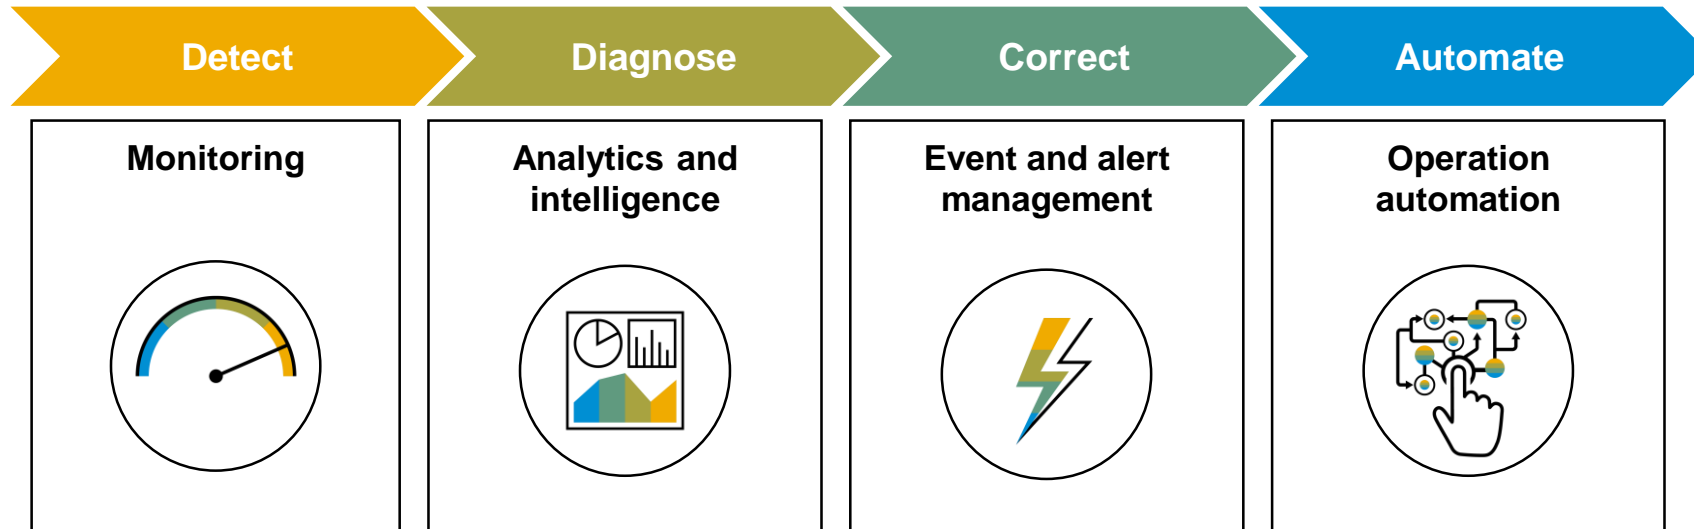 Detect
Diagnose
Correct
Automate
Monitoring
Analytics and
intelligence
Event and alert
management
Operation
automation